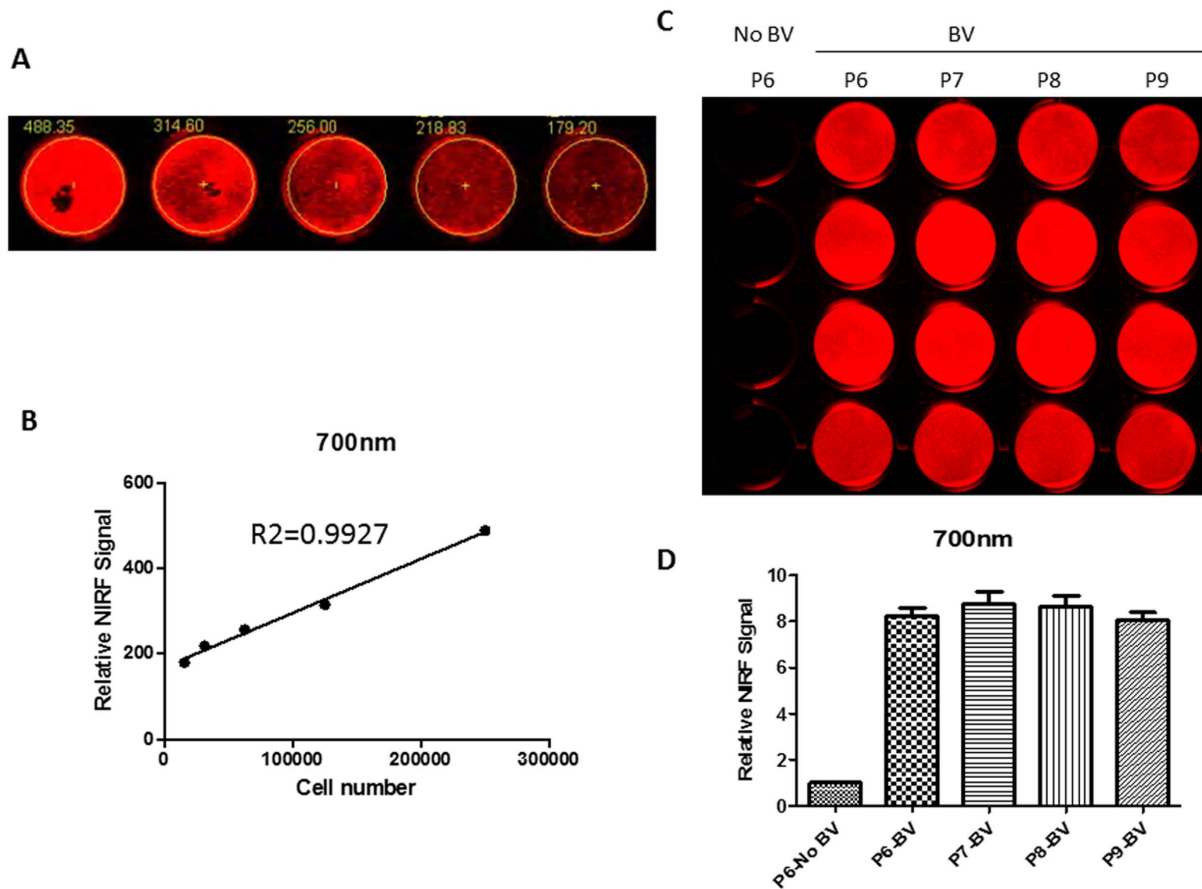 A
488.35 314.60 256.00 218.83 179.20
B
700nm
600
400
200
0
R2=0.9927
Relative NIRF Signal
0 100000 200000 300000
Cell number
C
No BV BV
P6 P6 P7 P8 P9
D
700nm
10
8
6
4
2
0
Relative NIRF Signal
P6-No BV P6-BV P7-BV P8-BV P9-BV